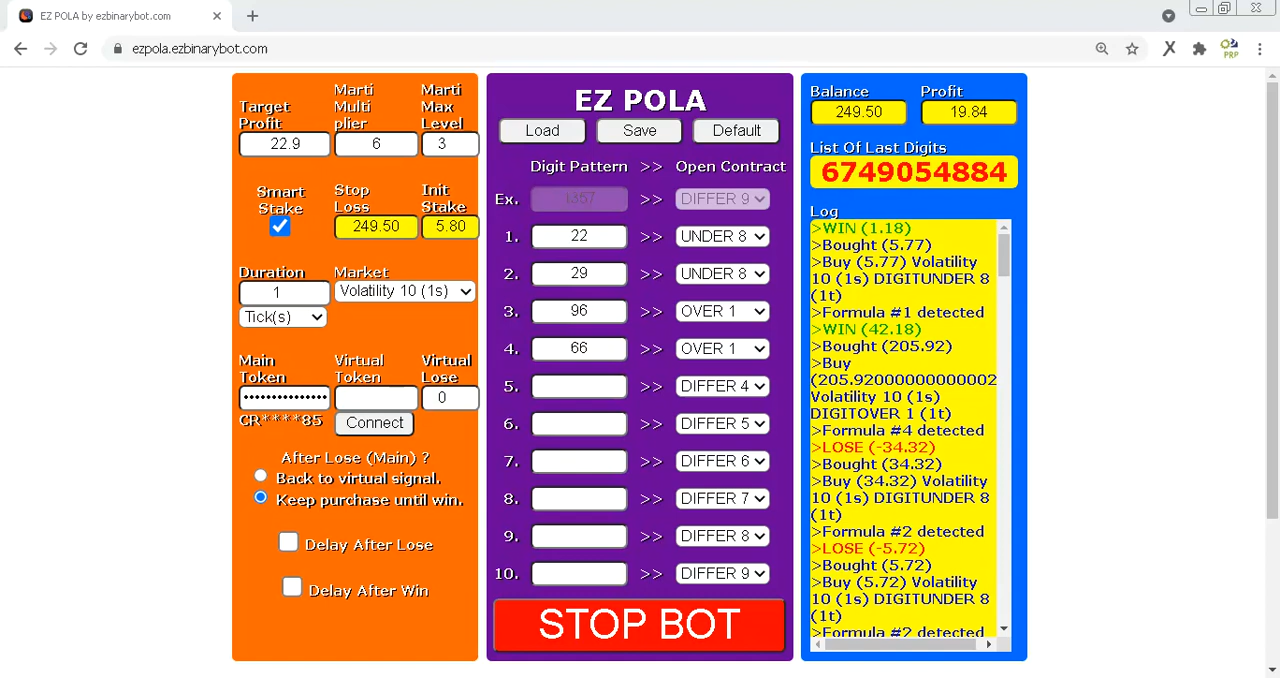 EZ POLA by ezbinarybot.com
ezpola.ezbinarybot.com
PRP
Target Profit
Marti Multi plier
Marti Max Level
22.9
6
3
Smart Stake
Stop Loss
Init Stake
249.50
5.80
Duration
Market
1
Volatility 10 (1s)
Tick(s)
Main Token
Virtual Token
Virtual Lose
••••••••••••••
0
CR****85
Connect
After Lose (Main) ?
Back to virtual signal.
Keep purchase until win.
Delay After Lose
Delay After Win
EZ POLA
Load
Save
Default
Digit Pattern >> Open Contract
Ex. 1357 >> DIFFER 9
1. 22 >> UNDER 8
2. 29 >> UNDER 8
3. 96 >> OVER 1
4. 66 >> OVER 1
5. >> DIFFER 4
6. >> DIFFER 5
7. >> DIFFER 6
8. >> DIFFER 7
9. >> DIFFER 8
10. >> DIFFER 9
STOP BOT
Balance
Profit
249.50
19.84
List Of Last Digits
6749054884
Log
>WIN (1.18)
>Bought (5.77)
>Buy (5.77) Volatility
10 (1s) DIGITUNDER 8
(1t)
>Formula #1 detected
>WIN (42.18)
>Bought (205.92)
>Buy
(205.92000000000002
Volatility 10 (1s)
DIGITOVER 1 (1t)
>Formula #4 detected
>LOSE (-34.32)
>Bought (34.32)
>Buy (34.32) Volatility
10 (1s) DIGITUNDER 8
(1t)
>Formula #2 detected
>LOSE (-5.72)
>Bought (5.72)
>Buy (5.72) Volatility
10 (1s) DIGITUNDER 8
(1t)
>Formula #2 detected